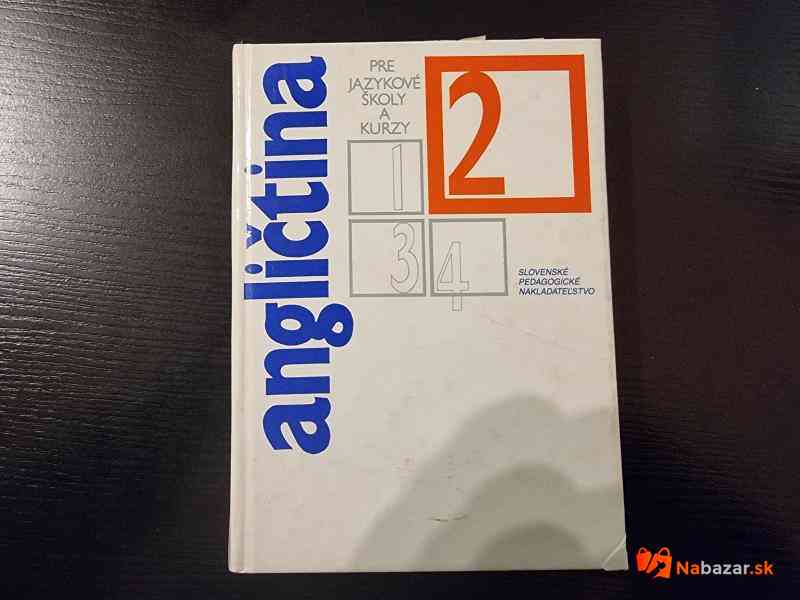 angličtina
PRE
JAZYKOVÉ
ŠKOLY
A
KURZY
1
2
3
4
SLOVENSKÉ
PEDAGOGICKÉ
NAKLADATEĽSTVO
Nabazar.sk